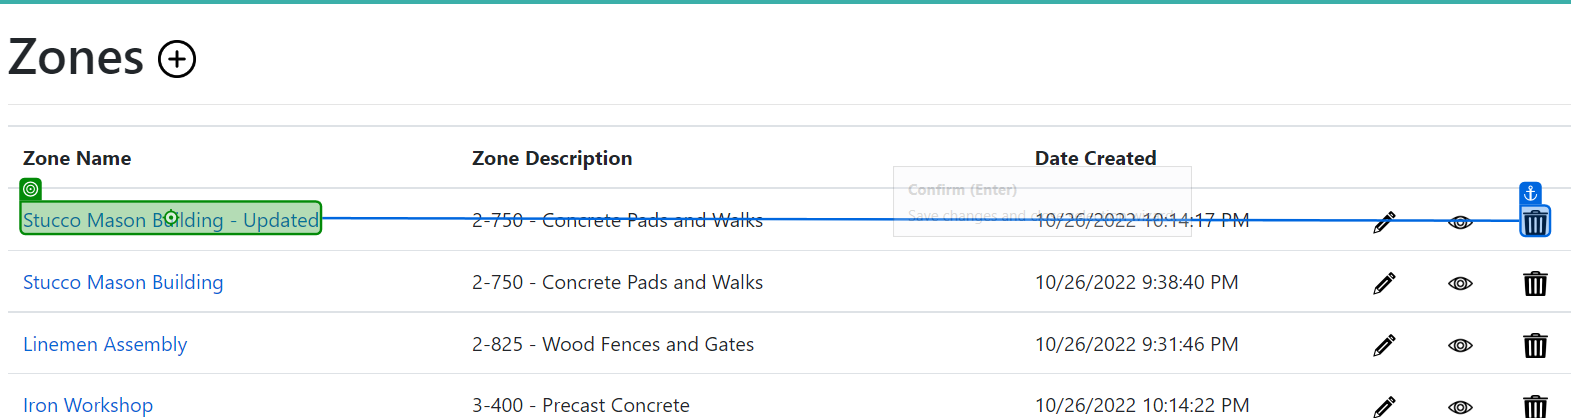 Zones
Zone Name Zone Description Date Created
Confirm (Enter)
Stucco Mason Building - Updated 2-750 - Concrete Pads and Walks 10/26/2022 10:14:17 PM
Save changes and
Stucco Mason Building 2-750 - Concrete Pads and Walks 10/26/2022 9:38:40 PM
Linemen Assembly 2-825 - Wood Fences and Gates 10/26/2022 9:31:46 PM
Iron Workshop 3-400 - Precast Concrete 10/26/2022 10:14:22 PM